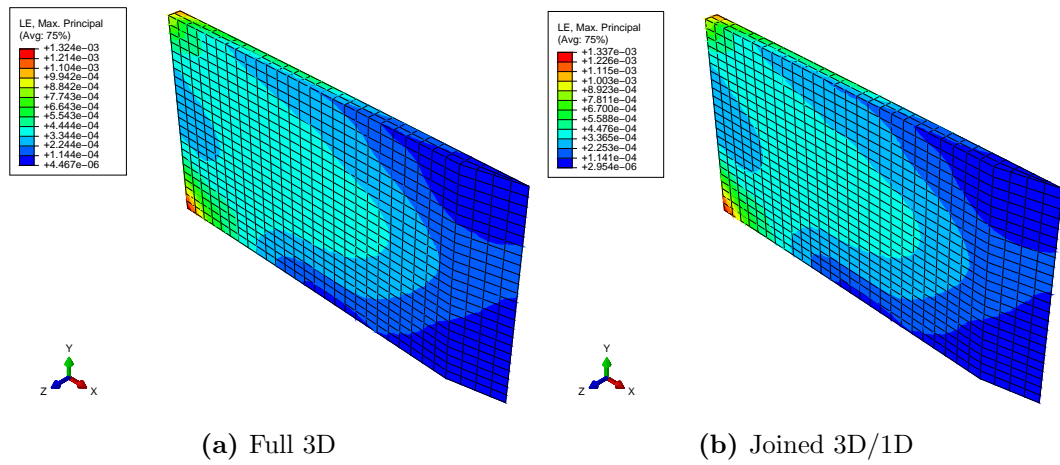 LE, Max. Principal
(Avg: 75%)
+1.324e−03
+1.214e−03
+1.104e−03
+9.942e−04
+8.842e−04
+7.743e−04
+6.643e−04
+5.543e−04
+4.444e−04
+3.344e−04
+2.244e−04
+1.144e−04
+4.467e−06
Y
Z
X
(a) Full 3D
LE, Max. Principal
(Avg: 75%)
+1.337e−03
+1.226e−03
+1.115e−03
+1.003e−03
+8.923e−04
+7.811e−04
+6.700e−04
+5.588e−04
+4.476e−04
+3.365e−04
+2.253e−04
+1.141e−04
+2.954e−06
Y
Z
X
(b) Joined 3D/1D